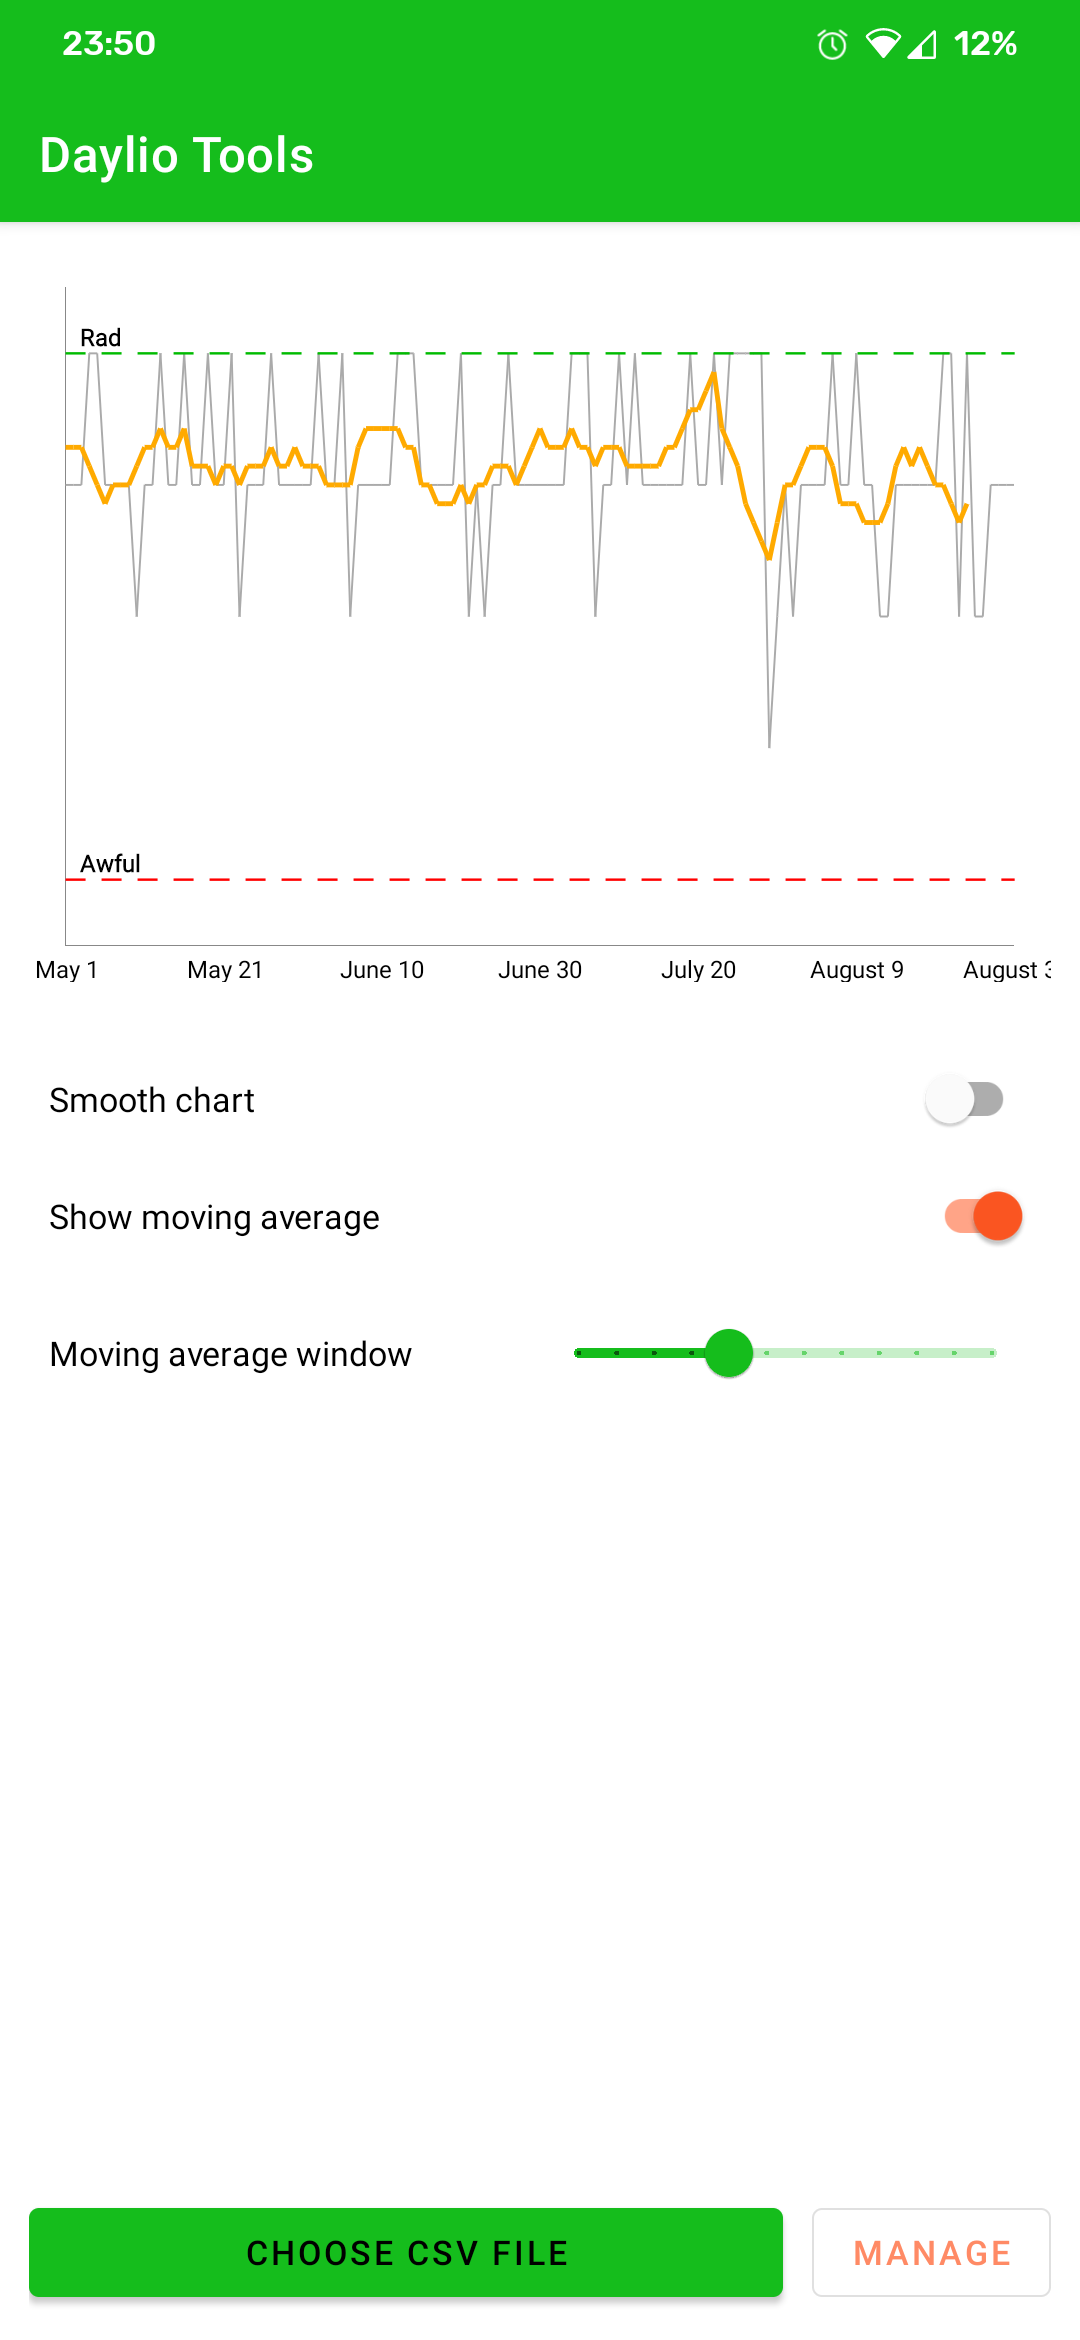 23:50 12%
Daylio Tools
Rad
Awful
May 1 May 21 June 10 June 30 July 20 August 9 August
Smooth chart
Show moving average
Moving average window
CHOOSE CSV FILE MANAGE